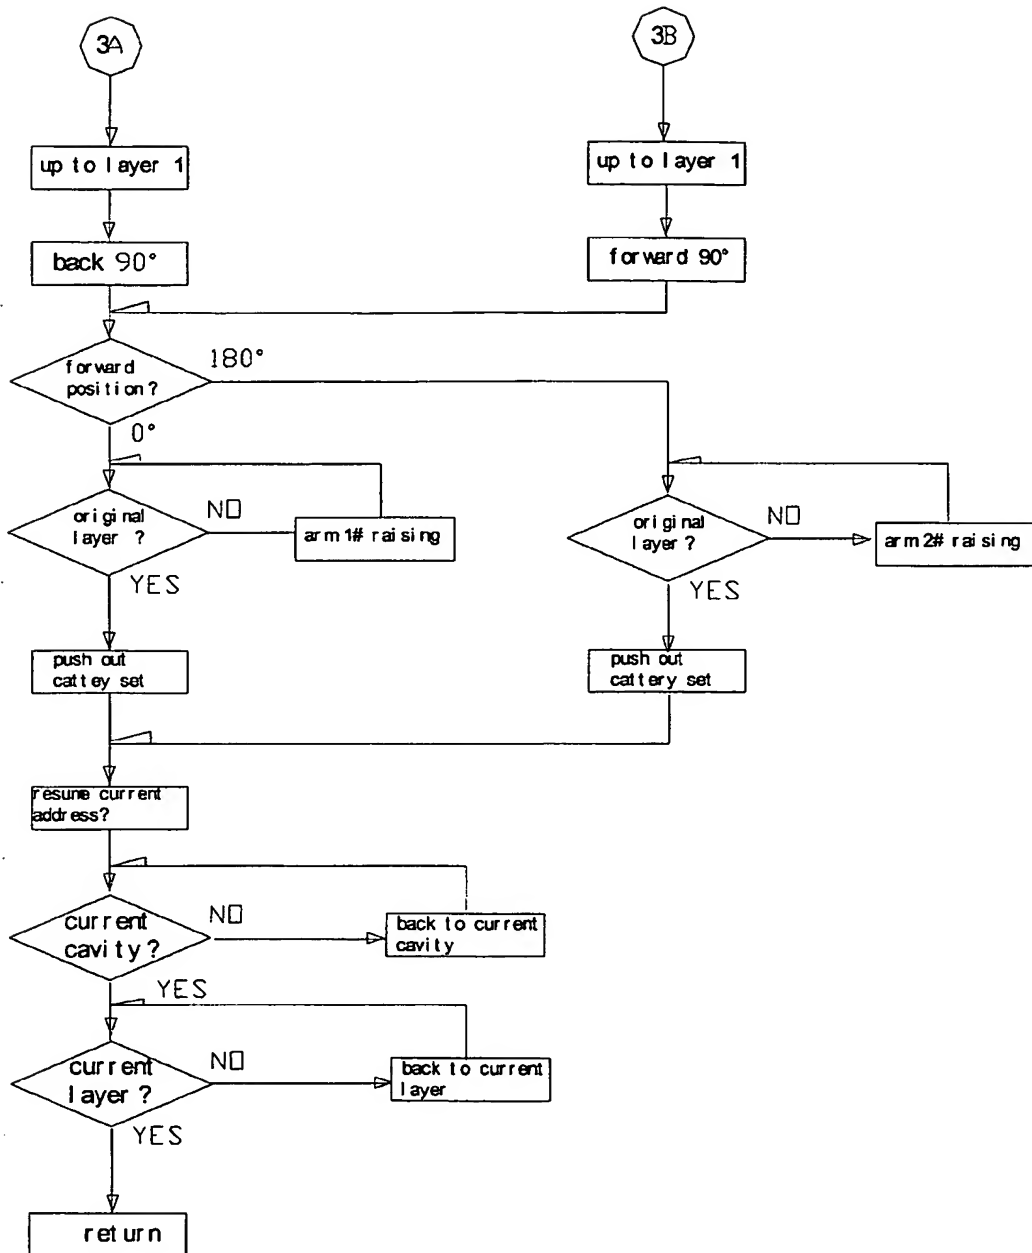 3A
3B
up to layer 1
up to layer 1
back 90°
forward 90°
forward
position?
180°
0°
original
layer ?
NO
arm1# raising
YES
original
layer ?
NO
arm2# raising
YES
push out
cattey set
push out
cattery set
resume current
address?
current
cavity?
NO
back to current
cavity
YES
current
layer ?
NO
back to current
layer
YES
return